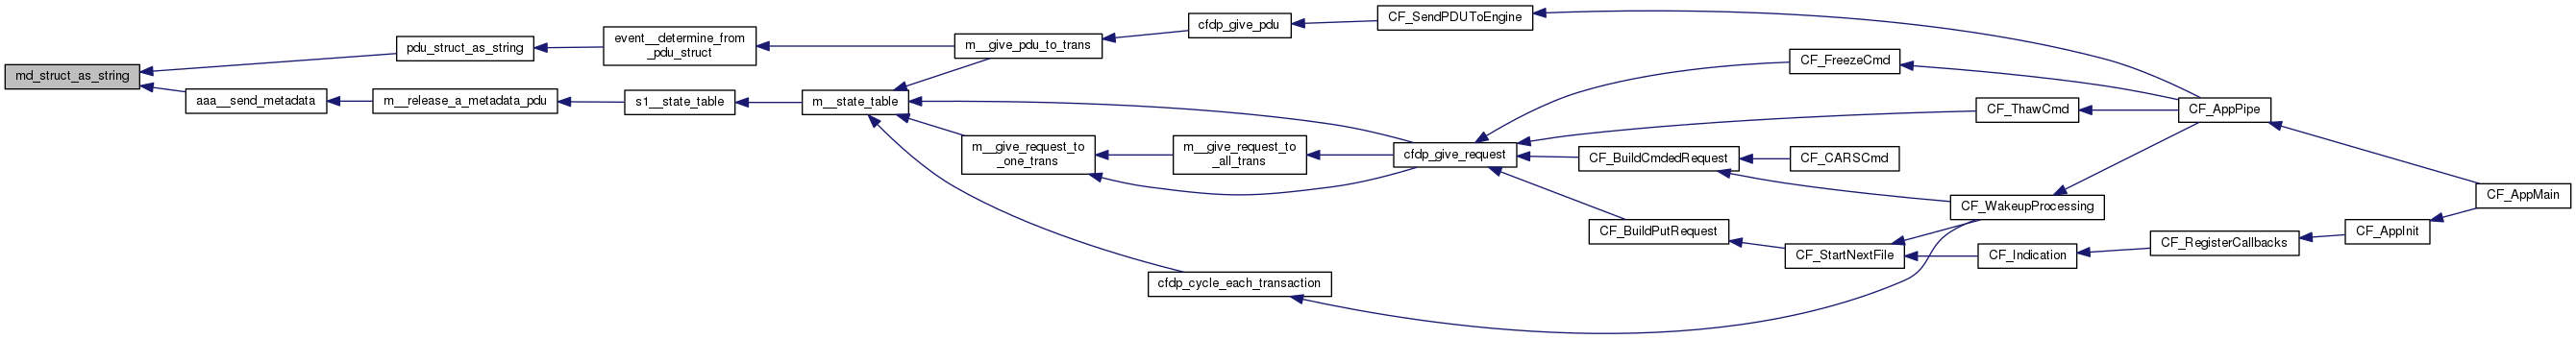 md_struct_as_string
pdu_struct_as_string
aaa__send_metadata
event__determine_from
_pdu_struct
m__release_a_metadata_pdu
s1__state_table
m__give_pdu_to_trans
m__state_table
m__give_request_to
_one_trans
cfdp_give_pdu
m__give_request_to
_all_trans
cfdp_cycle_each_transaction
CF_SendPDUToEngine
cfdp_give_request
CF_FreezeCmd
CF_ThawCmd
CF_BuildCmdedRequest
CF_CARSCmd
CF_BuildPutRequest
CF_StartNextFile
CF_WakeupProcessing
CF_Indication
CF_AppPipe
CF_RegisterCallbacks
CF_AppInit
CF_AppMain